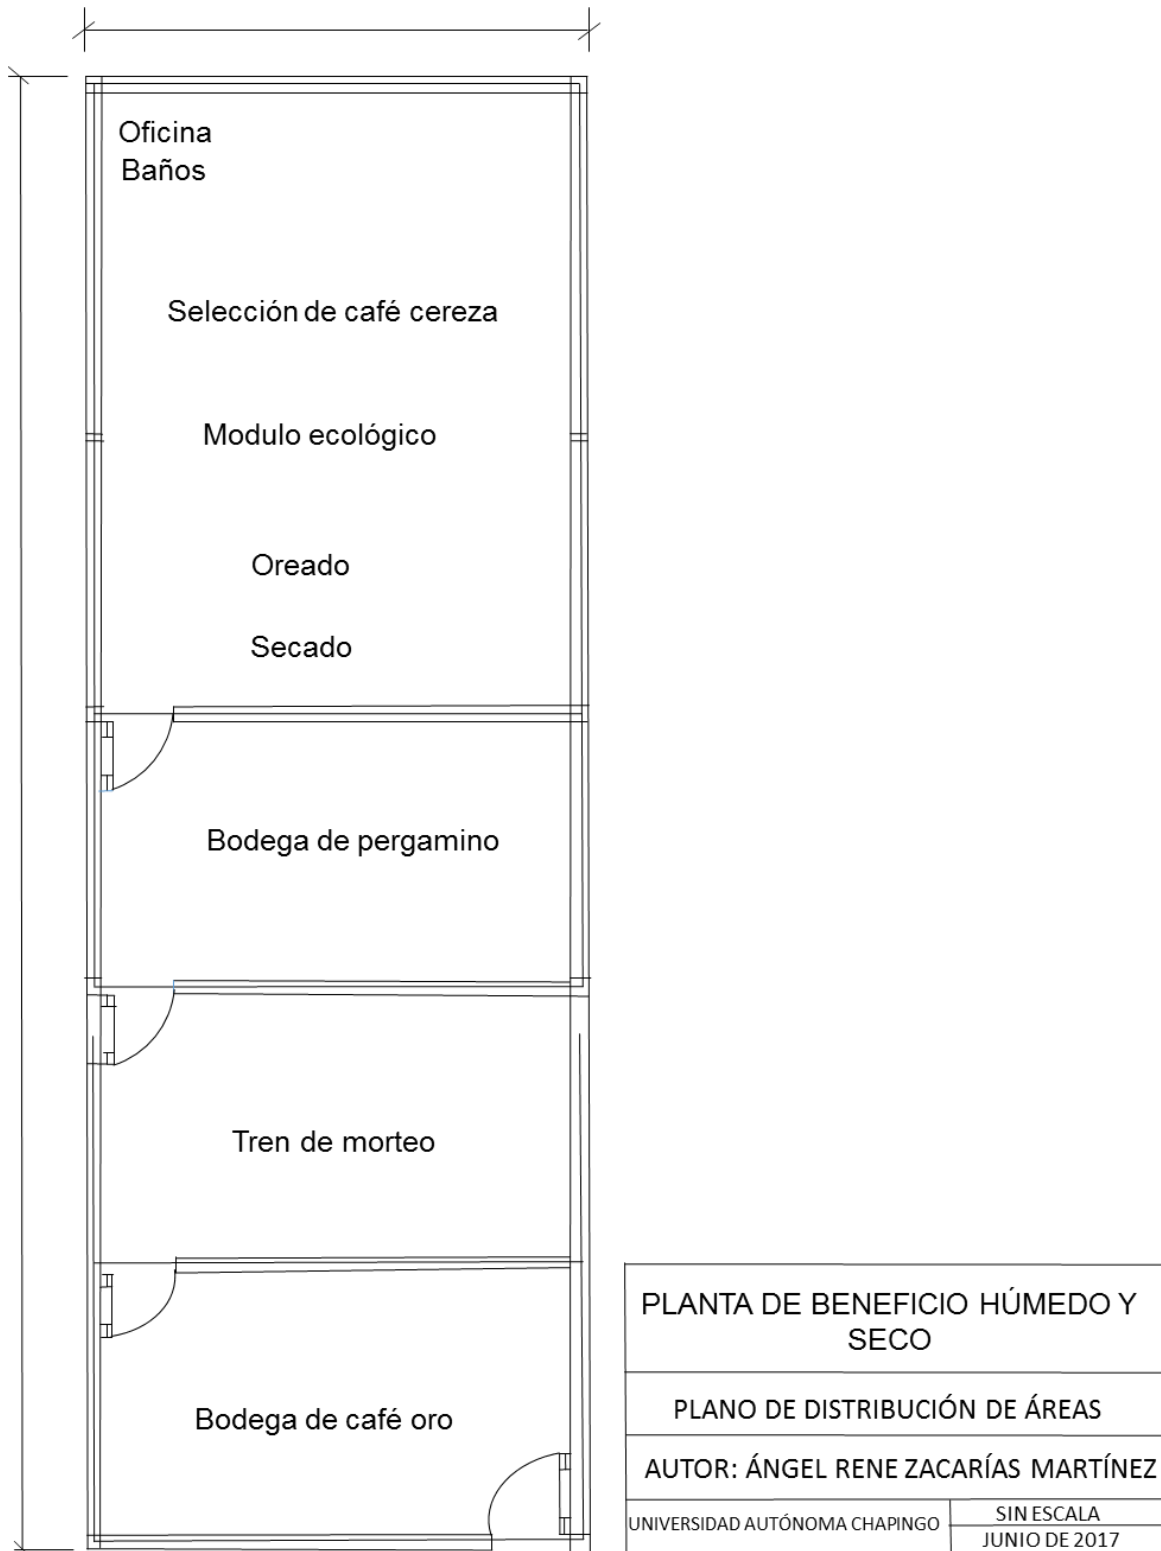 Oficina
Baños
Selección de café cereza
Modulo ecológico
Oreado
Secado
Bodega de pergamino
Tren de morteo
Bodega de café oro
PLANTA DE BENEFICIO HÚMEDO Y
SECO
PLANO DE DISTRIBUCIÓN DE ÁREAS
AUTOR: ÁNGEL RENE ZACARÍAS MARTÍNEZ
UNIVERSIDAD AUTÓNOMA CHAPINGO
SIN ESCALA
JUNIO DE 2017